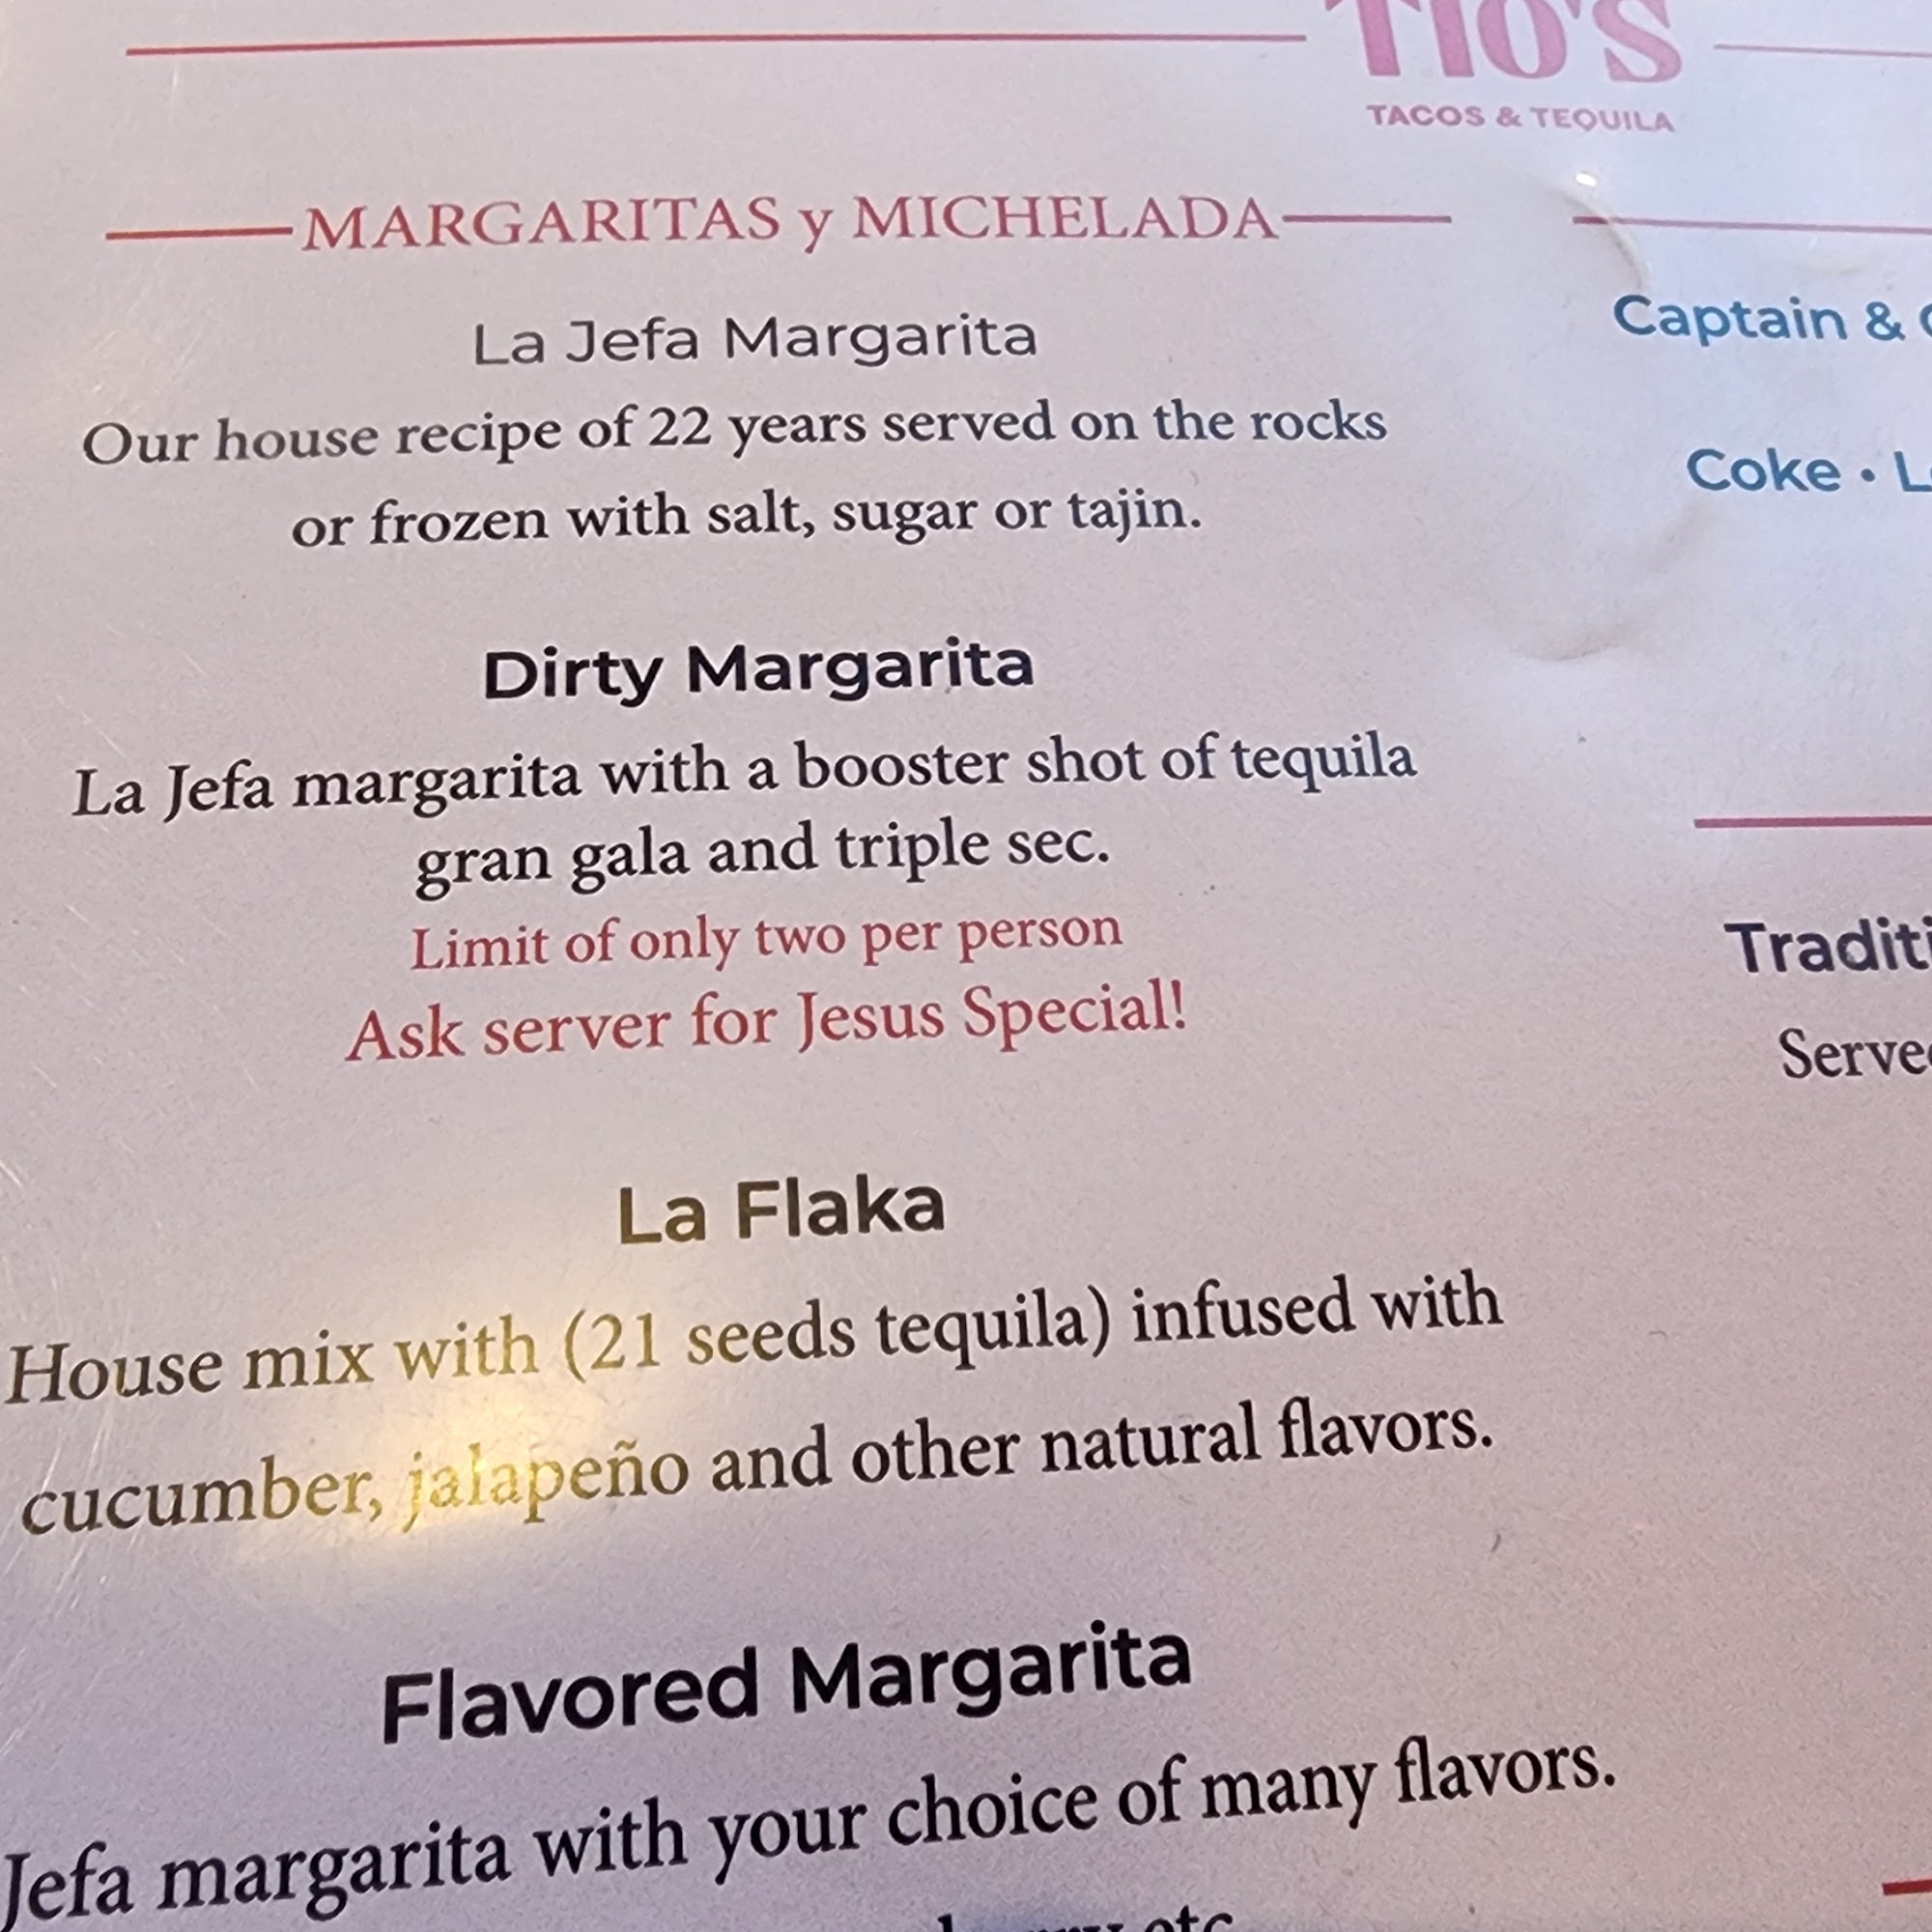 TIO'S
TACOS & TEQUILA
MARGARITAS y MICHELADA
La Jefa Margarita
Our house recipe of 22 years served on the rocks
or frozen with salt, sugar or tajin.
Dirty Margarita
La Jefa margarita with a booster shot of tequila
gran gala and triple sec.
Limit of only two per person
Ask server for Jesus Special!
La Flaka
House mix with (21 seeds tequila) infused with
cucumber, jalapeño and other natural flavors.
Flavored Margarita
Jefa margarita with your choice of many flavors.
etc
Captain &
Coke •